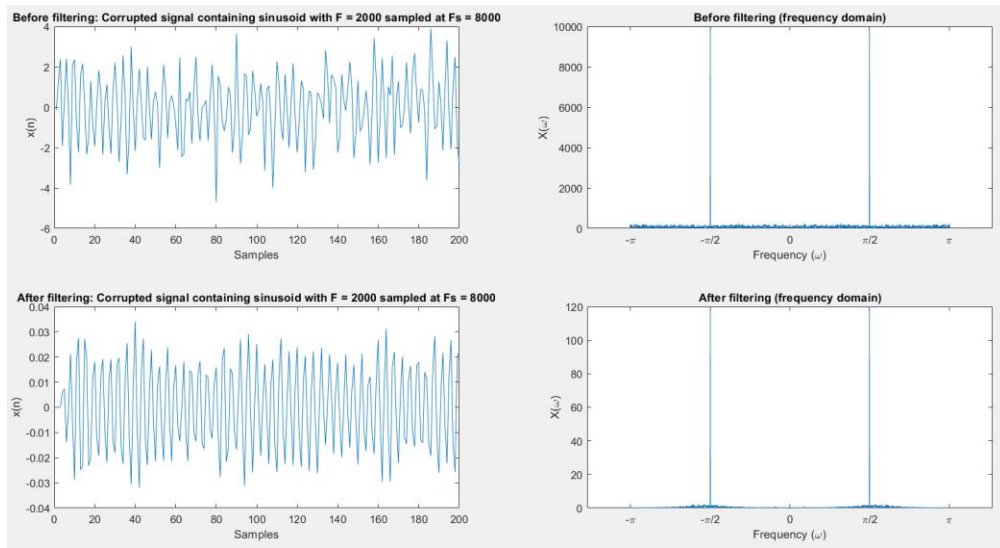 Before filtering: Corrupted signal containing sinusoid with F = 2000 sampled at Fs = 8000
4
2
0
-2
-4
-6
x(n)
0 20 40 60 80 100 120 140 160 180 200
Samples
Before filtering (frequency domain)
10000
8000
6000
4000
2000
0
X(ω)
-π -π/2 0 π/2 π
Frequency (ω)
After filtering: Corrupted signal containing sinusoid with F = 2000 sampled at Fs = 8000
0.04
0.03
0.02
0.01
0
-0.01
-0.02
-0.03
-0.04
x(n)
0 20 40 60 80 100 120 140 160 180 200
Samples
After filtering (frequency domain)
120
100
80
60
40
20
0
X(ω)
-π -π/2 0 π/2 π
Frequency (ω)